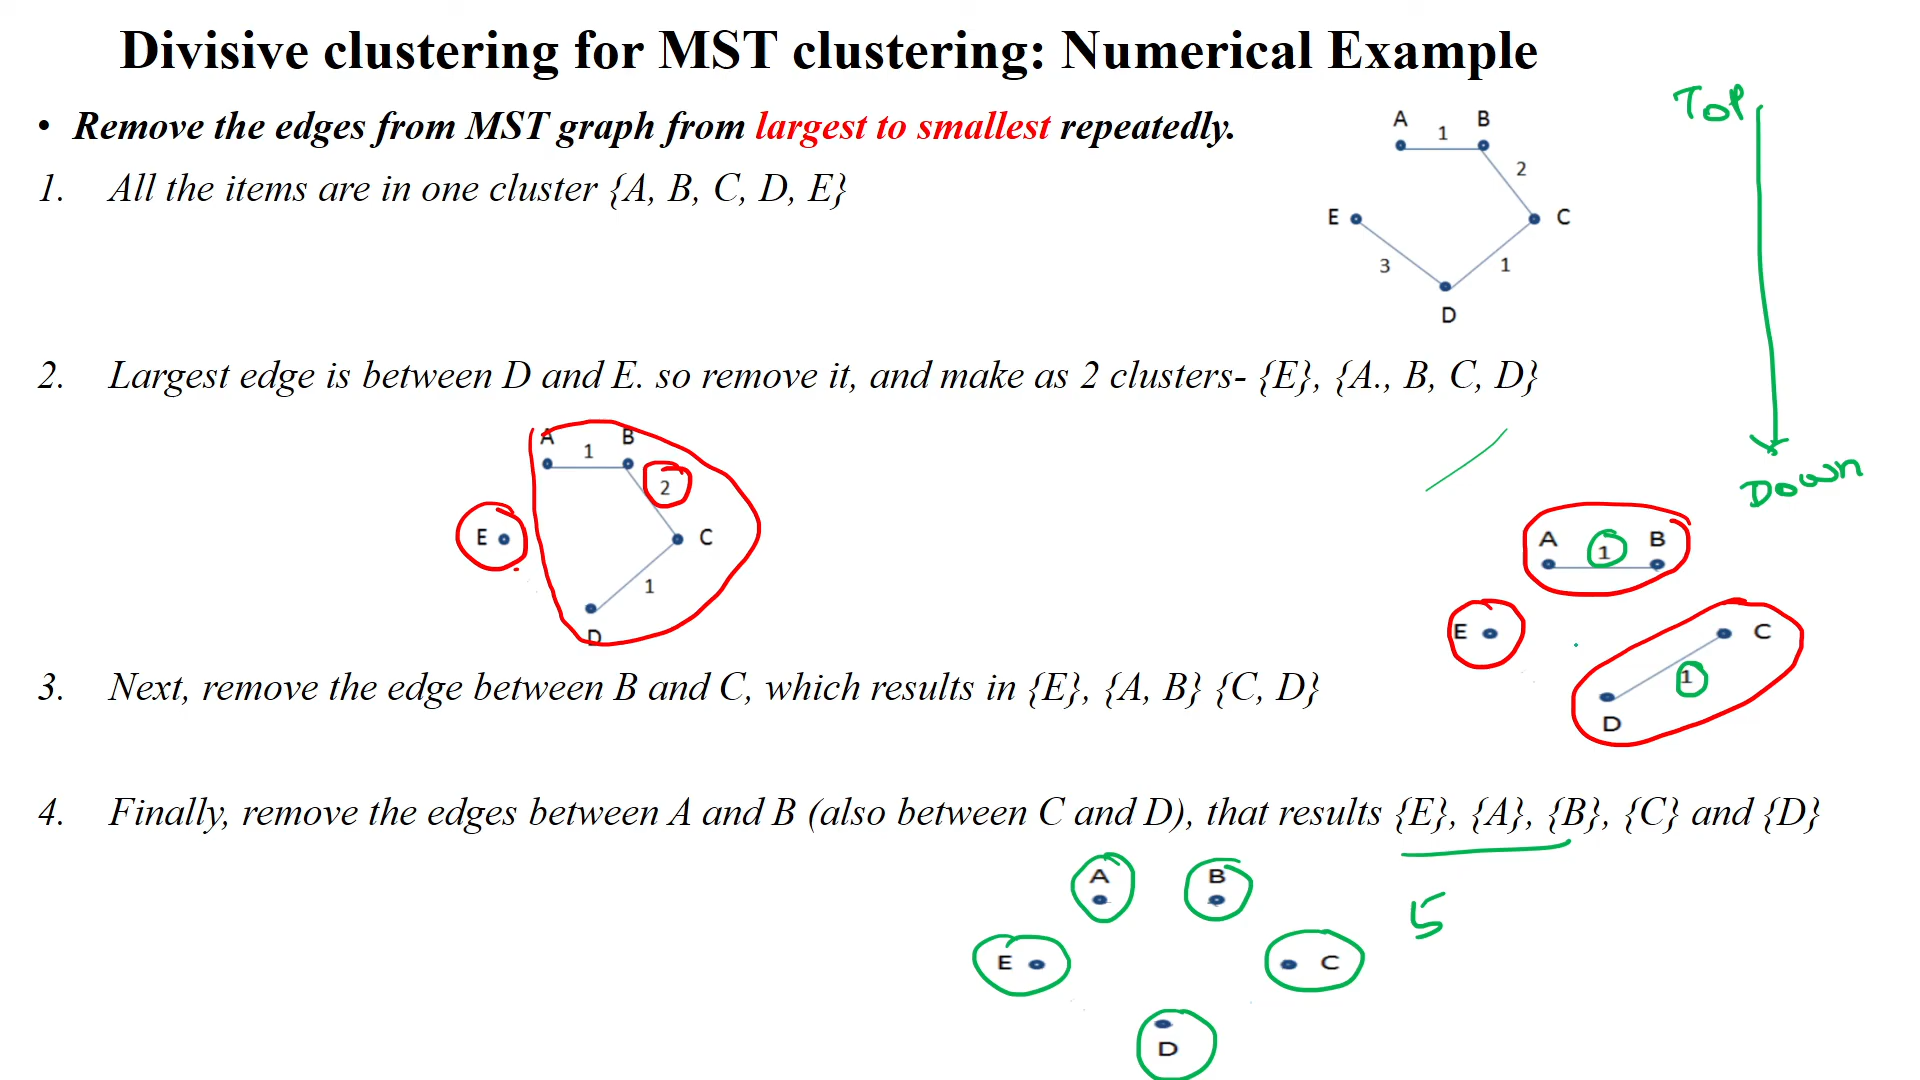 Divisive clustering for MST clustering: Numerical Example
• Remove the edges from MST graph from largest to smallest repeatedly.
1. All the items are in one cluster {A, B, C, D, E}
A 1 B
2
E C
3 1
D
Top
Down
2. Largest edge is between D and E. so remove it, and make as 2 clusters- {E}, {A., B, C, D}
A 1 B
2
E C
1
D
A 1 B
E C
1
D
3. Next, remove the edge between B and C, which results in {E}, {A, B} {C, D}
4. Finally, remove the edges between A and B (also between C and D), that results {E}, {A}, {B}, {C} and {D}
A B
5
E C
D